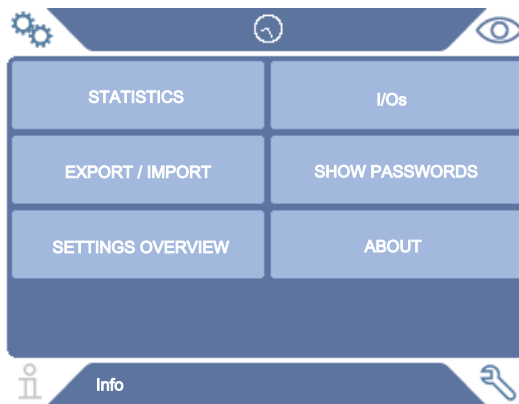 STATISTICS
I/Os
EXPORT / IMPORT
SHOW PASSWORDS
SETTINGS OVERVIEW
ABOUT
Info